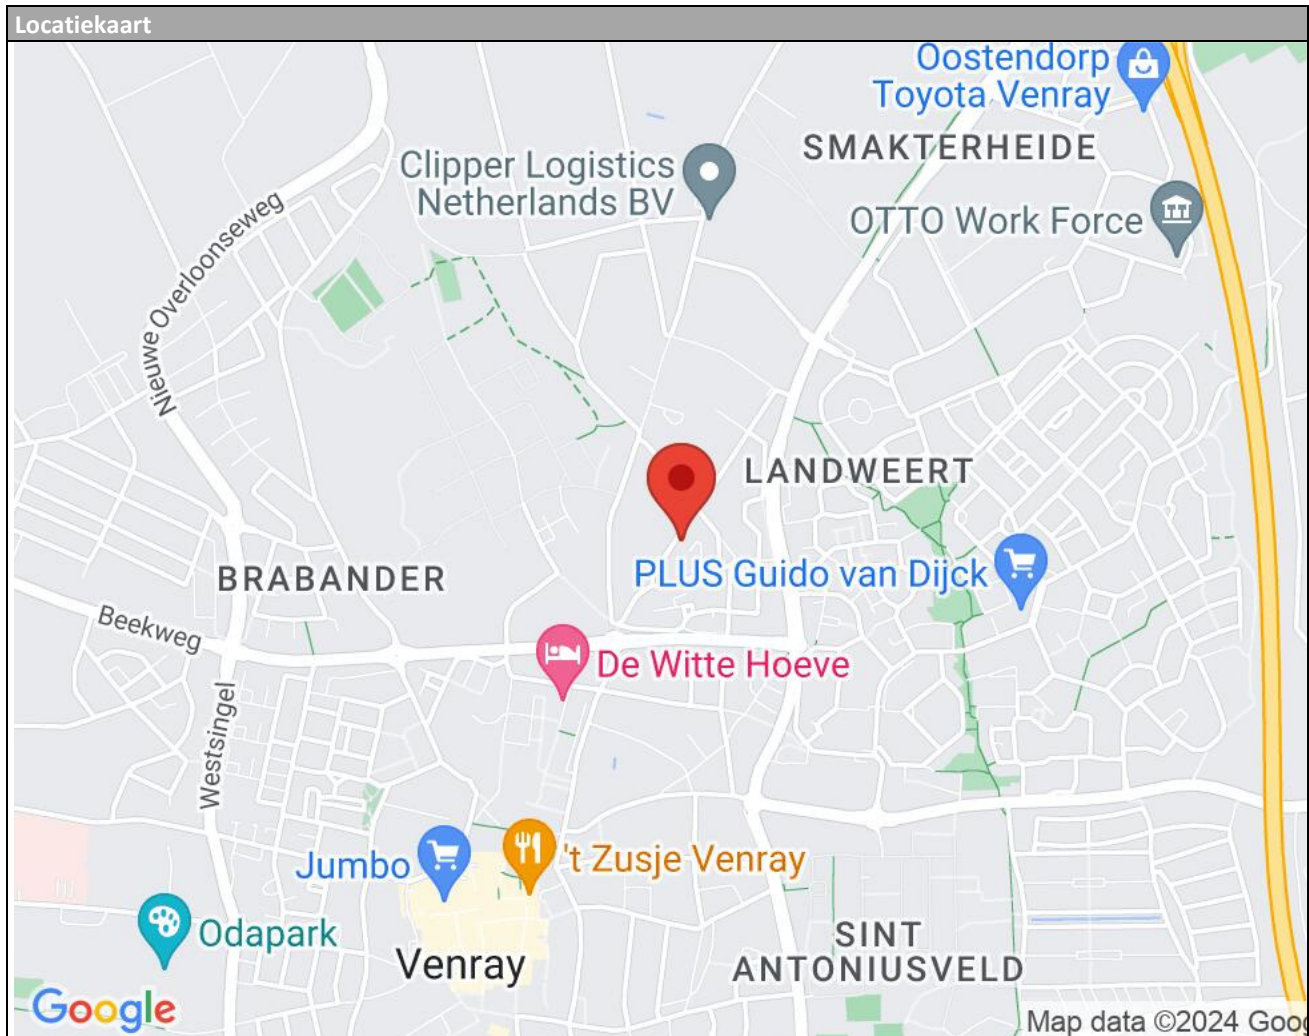 Locatiekaart
Oostendorp
Toyota Venray
SMAKTERHEIDE
Clipper Logistics
Netherlands BV
OTTO Work Force
Nieuwe Overloonseweg
LANDWEERT
PLUS Guido van Dijck
BRABANDER
Beekweg
De Witte Hoeve
Westsingel
Jumbo
't Zusje Venray
Odapark
Venray
SINT
ANTONIUSVELD
Google
Map data ©2024 Goog